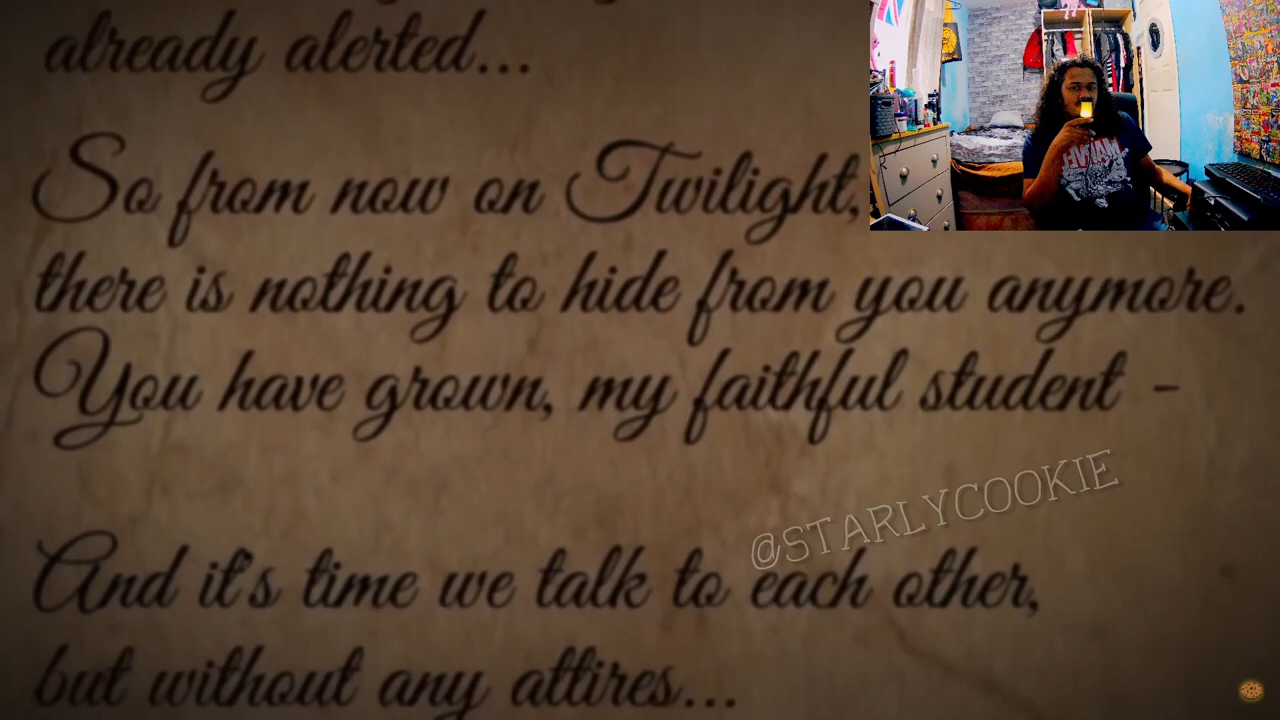 already alerted...
So from now on Twilight,
there is nothing to hide from you anymore.
You have grown, my faithful student -
@STARLYCOOKIE
And it's time we talk to each other,
but without any attires...